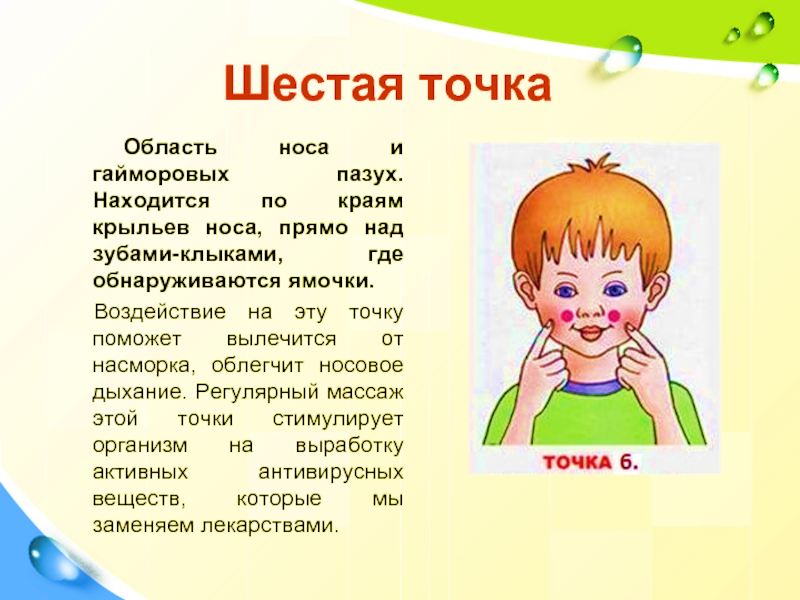 Шестая точка
Область носа и
гайморовых пазух.
Находится по краям
крыльев носа, прямо над
зубами-клыками, где
обнаруживаются ямочки.
Воздействие на эту точку
поможет вылечится от
насморка, облегчит носовое
дыхание. Регулярный массаж
этой точки стимулирует
организм на выработку
активных антивирусных
веществ, которые мы
заменяем лекарствами.
ТОЧКА 6.